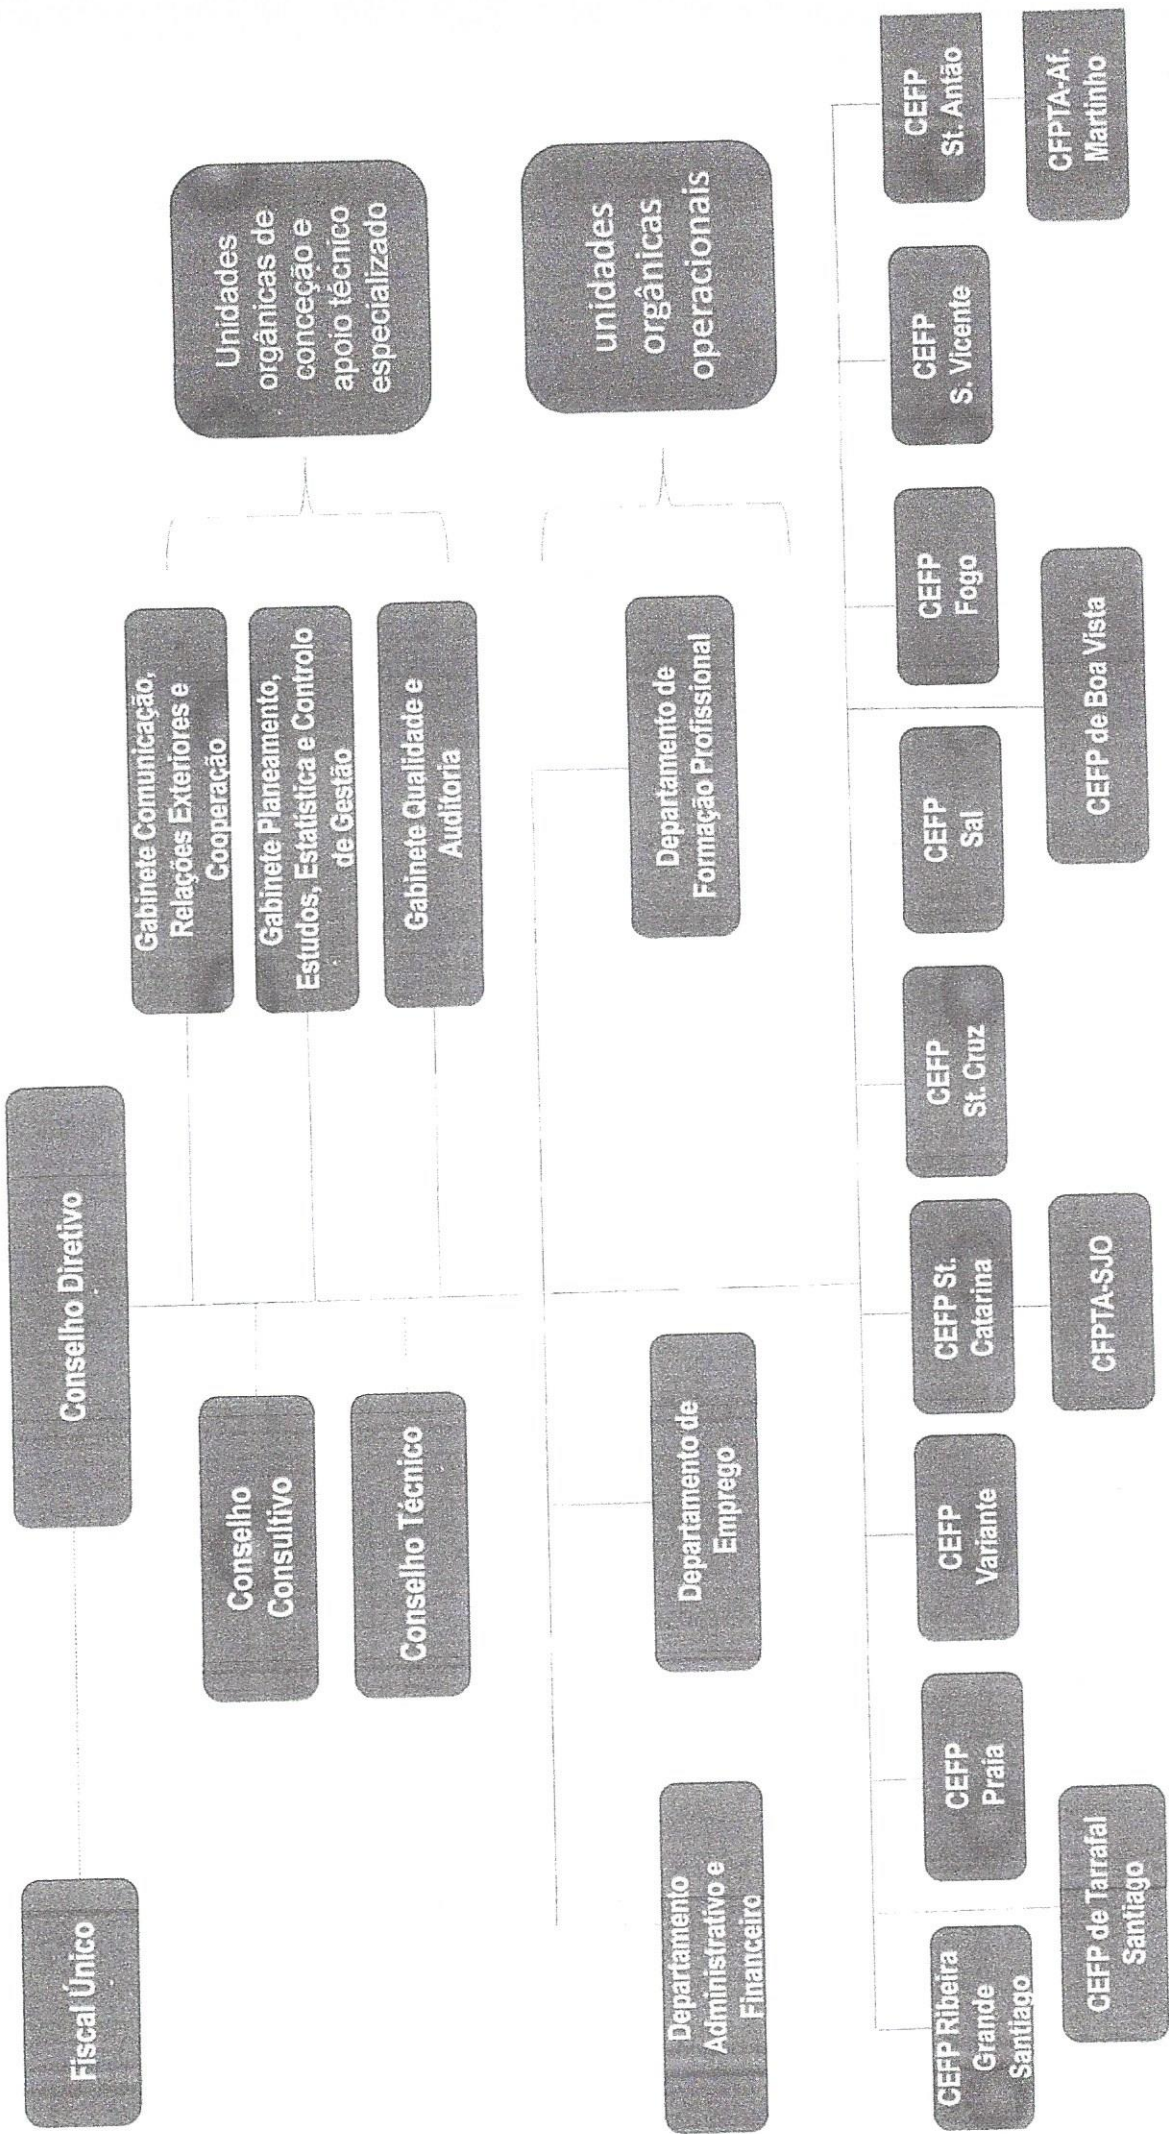 Fiscal Único
Conselho Diretivo
Conselho
Consultivo
Conselho Técnico
Gabinete Comunicação,
Relações Exteriores e
Cooperação
Gabinete Planeamento,
Estudos, Estatística e Controlo
de Gestão
Gabinete Qualidade e
Auditoria
Unidades
orgânicas de
conceção e
apoio técnico
especializado
Departamento
Administrativo e
Financeiro
Departamento de
Emprego
Departamento de
Formação Profissional
unidades
orgânicas
operacionais
CEFP Ribeira
Grande
Santiago
CEFP
Praia
CEFP
Variante
CEFP St.
Catarina
CEFP
St. Cruz
CEFP
Sal
CEFP
Fogo
CEFP
S. Vicente
CEFP
St. Antão
CEFP de Tarrafal
Santiago
CFPTA-SJO
CEFP de Boa Vista
CFPTA-Af.
Martinho